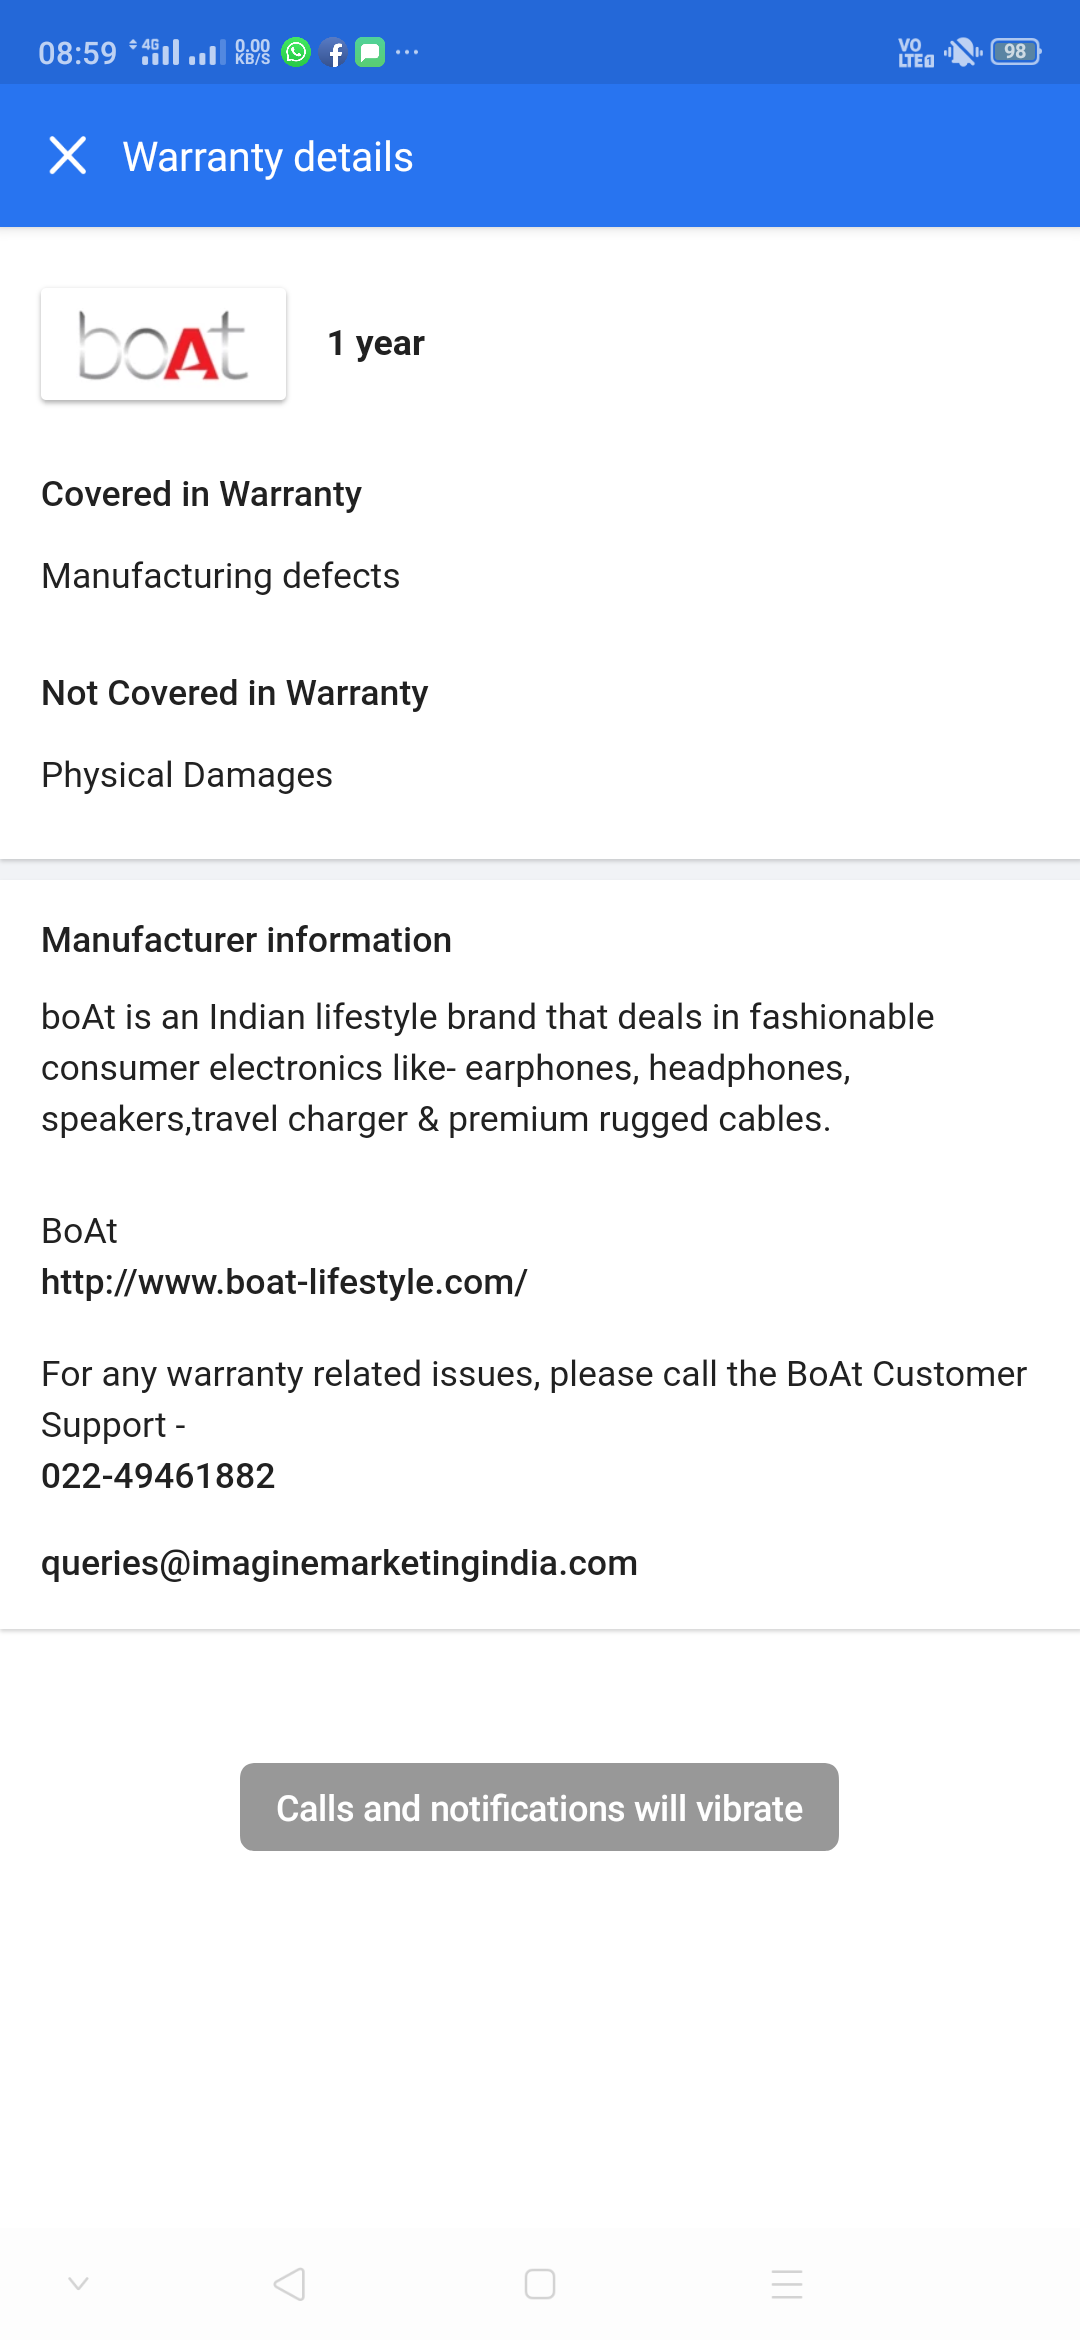 08:59 4G 0.00 KB/S VO LTE 1 98
Warranty details
boAt 1 year
Covered in Warranty
Manufacturing defects
Not Covered in Warranty
Physical Damages
Manufacturer information
boAt is an Indian lifestyle brand that deals in fashionable
consumer electronics like- earphones, headphones,
speakers,travel charger & premium rugged cables.
BoAt
http://www.boat-lifestyle.com/
For any warranty related issues, please call the BoAt Customer
Support -
022-49461882
queries@imaginemarketingindia.com
Calls and notifications will vibrate